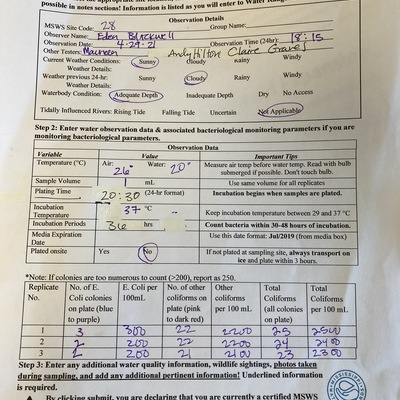 possible in most sections! Information is listed as you will enter to Water Rang
Observation Details
MSWS Site Code: 28 Group Name:
Observer Name: Eden Blackwell
Observation Date: 4-29-21 Observation Time (24hr): 18:15
Other Testers: Maureen Andy Hilton Claire Graves
Current Weather Conditions: Sunny Cloudy Rainy Windy
Weather Details:
Weather previous 24-hr: Sunny Cloudy Rainy Windy
Weather Details:
Waterbody Condition: Adequate Depth Inadequate Depth Dry No Access
Tidally Influenced Rivers: Rising Tide Falling Tide Uncertain Not Applicable
Step 2: Enter water observation data & associated bacteriological monitoring parameters if you are
monitoring bacteriological parameters.
Observation Data
Variable Value Important Tips
Temperature (°C) Air: 26° Water: 20° Measure air temp before water temp. Read with bulb
submerged if possible. Don't touch bulb.
Sample Volume 1 mL Use same volume for all replicates
Plating Time 20:30 (24-hr format) Incubation begins when samples are plated.
Incubation
Temperature 37 °C Keep incubation temperature between 29 and 37 °C
Incubation Periods 36 hrs Count bacteria within 30-48 hours of incubation.
Media Expiration
Date Use this date format: Jul/2019 (from media box)
Plated onsite Yes No If not plated at sampling site, always transport on
ice and plate within 3 hours.
*Note: If colonies are too numerous to count (>200), report as 250.
Replicate No. No. of E. Coli colonies on plate (blue to purple) E. Coli per 100mL No. of other coliforms on plate (pink to dark red) Others coliforms per 100 mL Total Coliforms (all colonies on plate) Total Coliforms per 100 mL
1 3 300 22 2200 25 2500
2 2 200 22 2200 24 2400
3 2 200 21 2100 23 2300
Step 3: Enter any additional water quality information, wildlife sightings, photos taken
during sampling, and add any additional pertinent information! Underlined information
is required.
By clicking submit, you are declaring that you are currently a certified MSWS